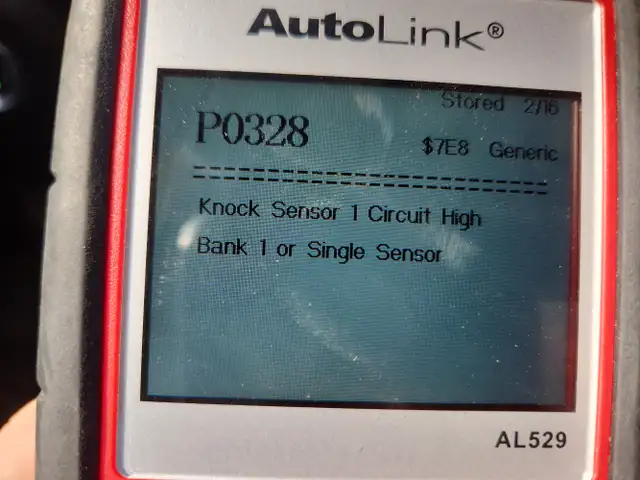 AutoLink®
Stored 2/16
P0328
$7E8 Generic
==============================
Knock Sensor 1 Circuit High
Bank 1 or Single Sensor
AL529